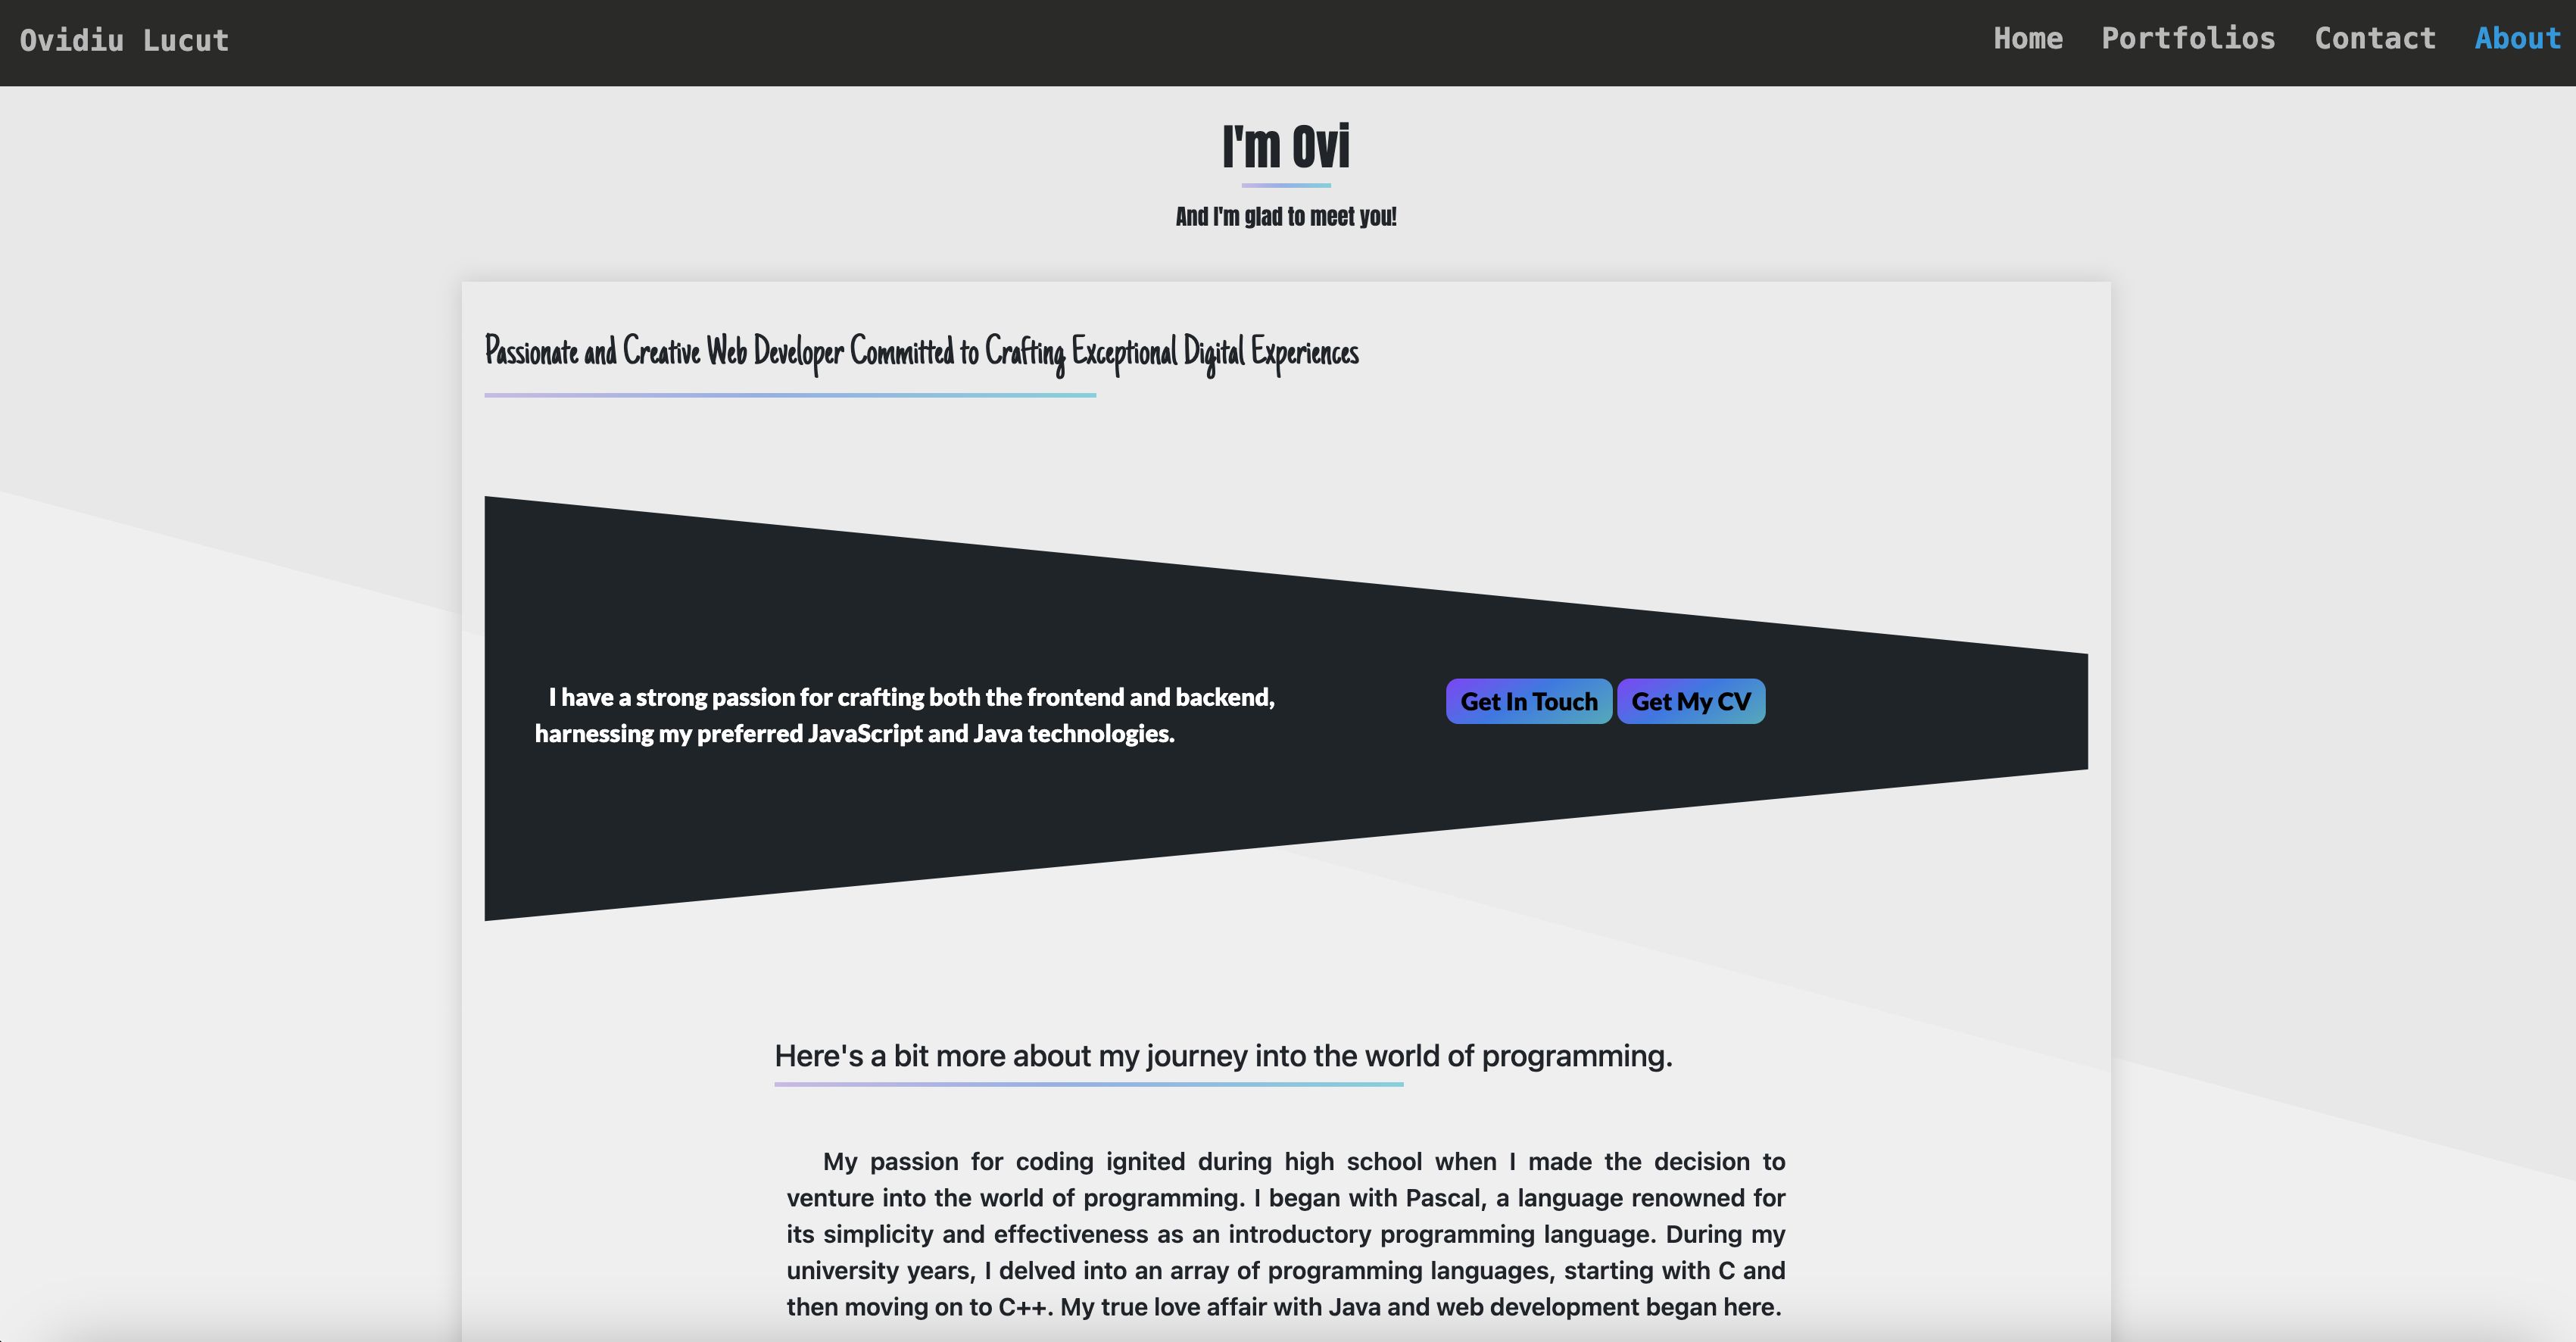 Ovidiu Lucut
Home Portfolios Contact About
I'm Ovi
And I'm glad to meet you!
Passionate and Creative Web Developer Committed to Crafting Exceptional Digital Experiences
I have a strong passion for crafting both the frontend and backend,
harnessing my preferred JavaScript and Java technologies.
Get In Touch Get My CV
Here's a bit more about my journey into the world of programming.
My passion for coding ignited during high school when I made the decision to
venture into the world of programming. I began with Pascal, a language renowned for
its simplicity and effectiveness as an introductory programming language. During my
university years, I delved into an array of programming languages, starting with C and
then moving on to C++. My true love affair with Java and web development began here.